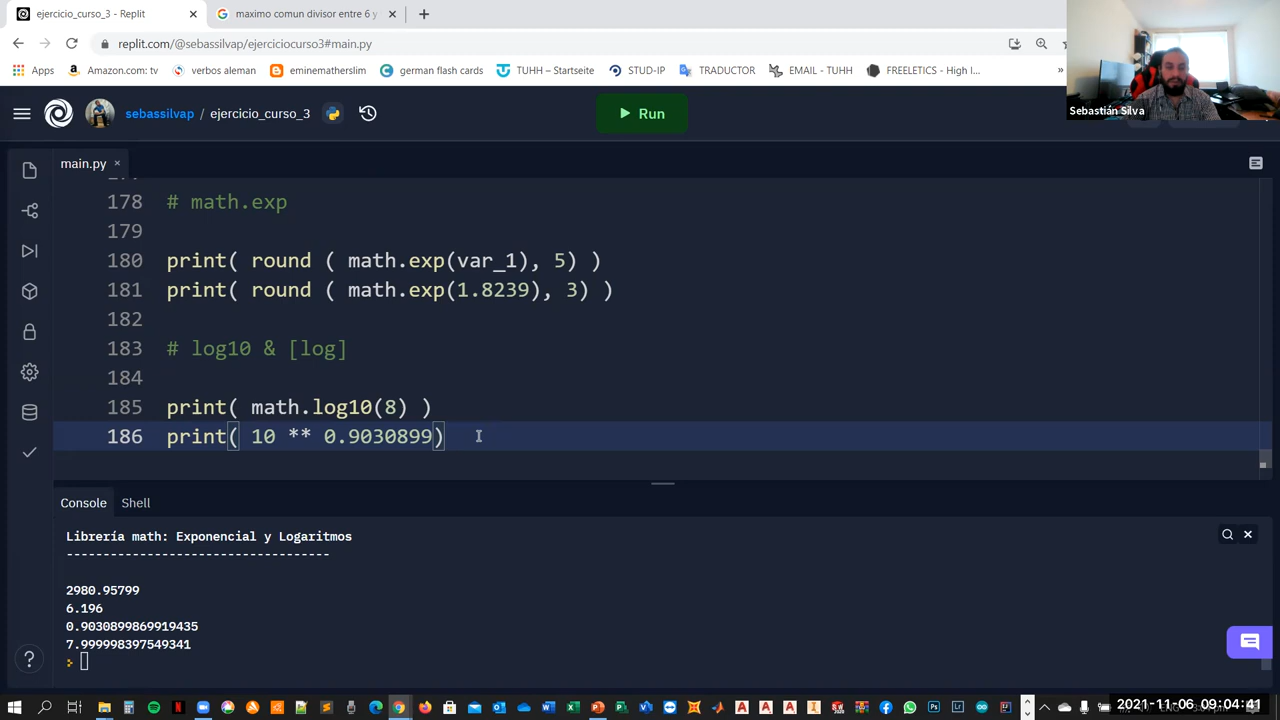 ejercicio_curso_3 - Replit
maximo comun divisor entre 6 y
replit.com/@sebassilvap/ejerciciocurso3#main.py
Apps
Amazon.com: tv
verbos aleman
eminematherslim
german flash cards
TUHH – Startseite
STUD-IP
TRADUCTOR
EMAIL - TUHH
FREELETICS - High I...
»
Sebastián Silva
sebassilvap / ejercicio_curso_3
Run
main.py
178 # math.exp
179
180 print( round ( math.exp(var_1), 5) )
181 print( round ( math.exp(1.8239), 3) )
182
183 # log10 & [log]
184
185 print( math.log10(8) )
186 print( 10 ** 0.9030899)
Console
Shell
Librería math: Exponencial y Logaritmos
------------------------------------
2980.95799
6.196
0.9030899869919435
7.999998397549341
2021-11-06 09:04:41